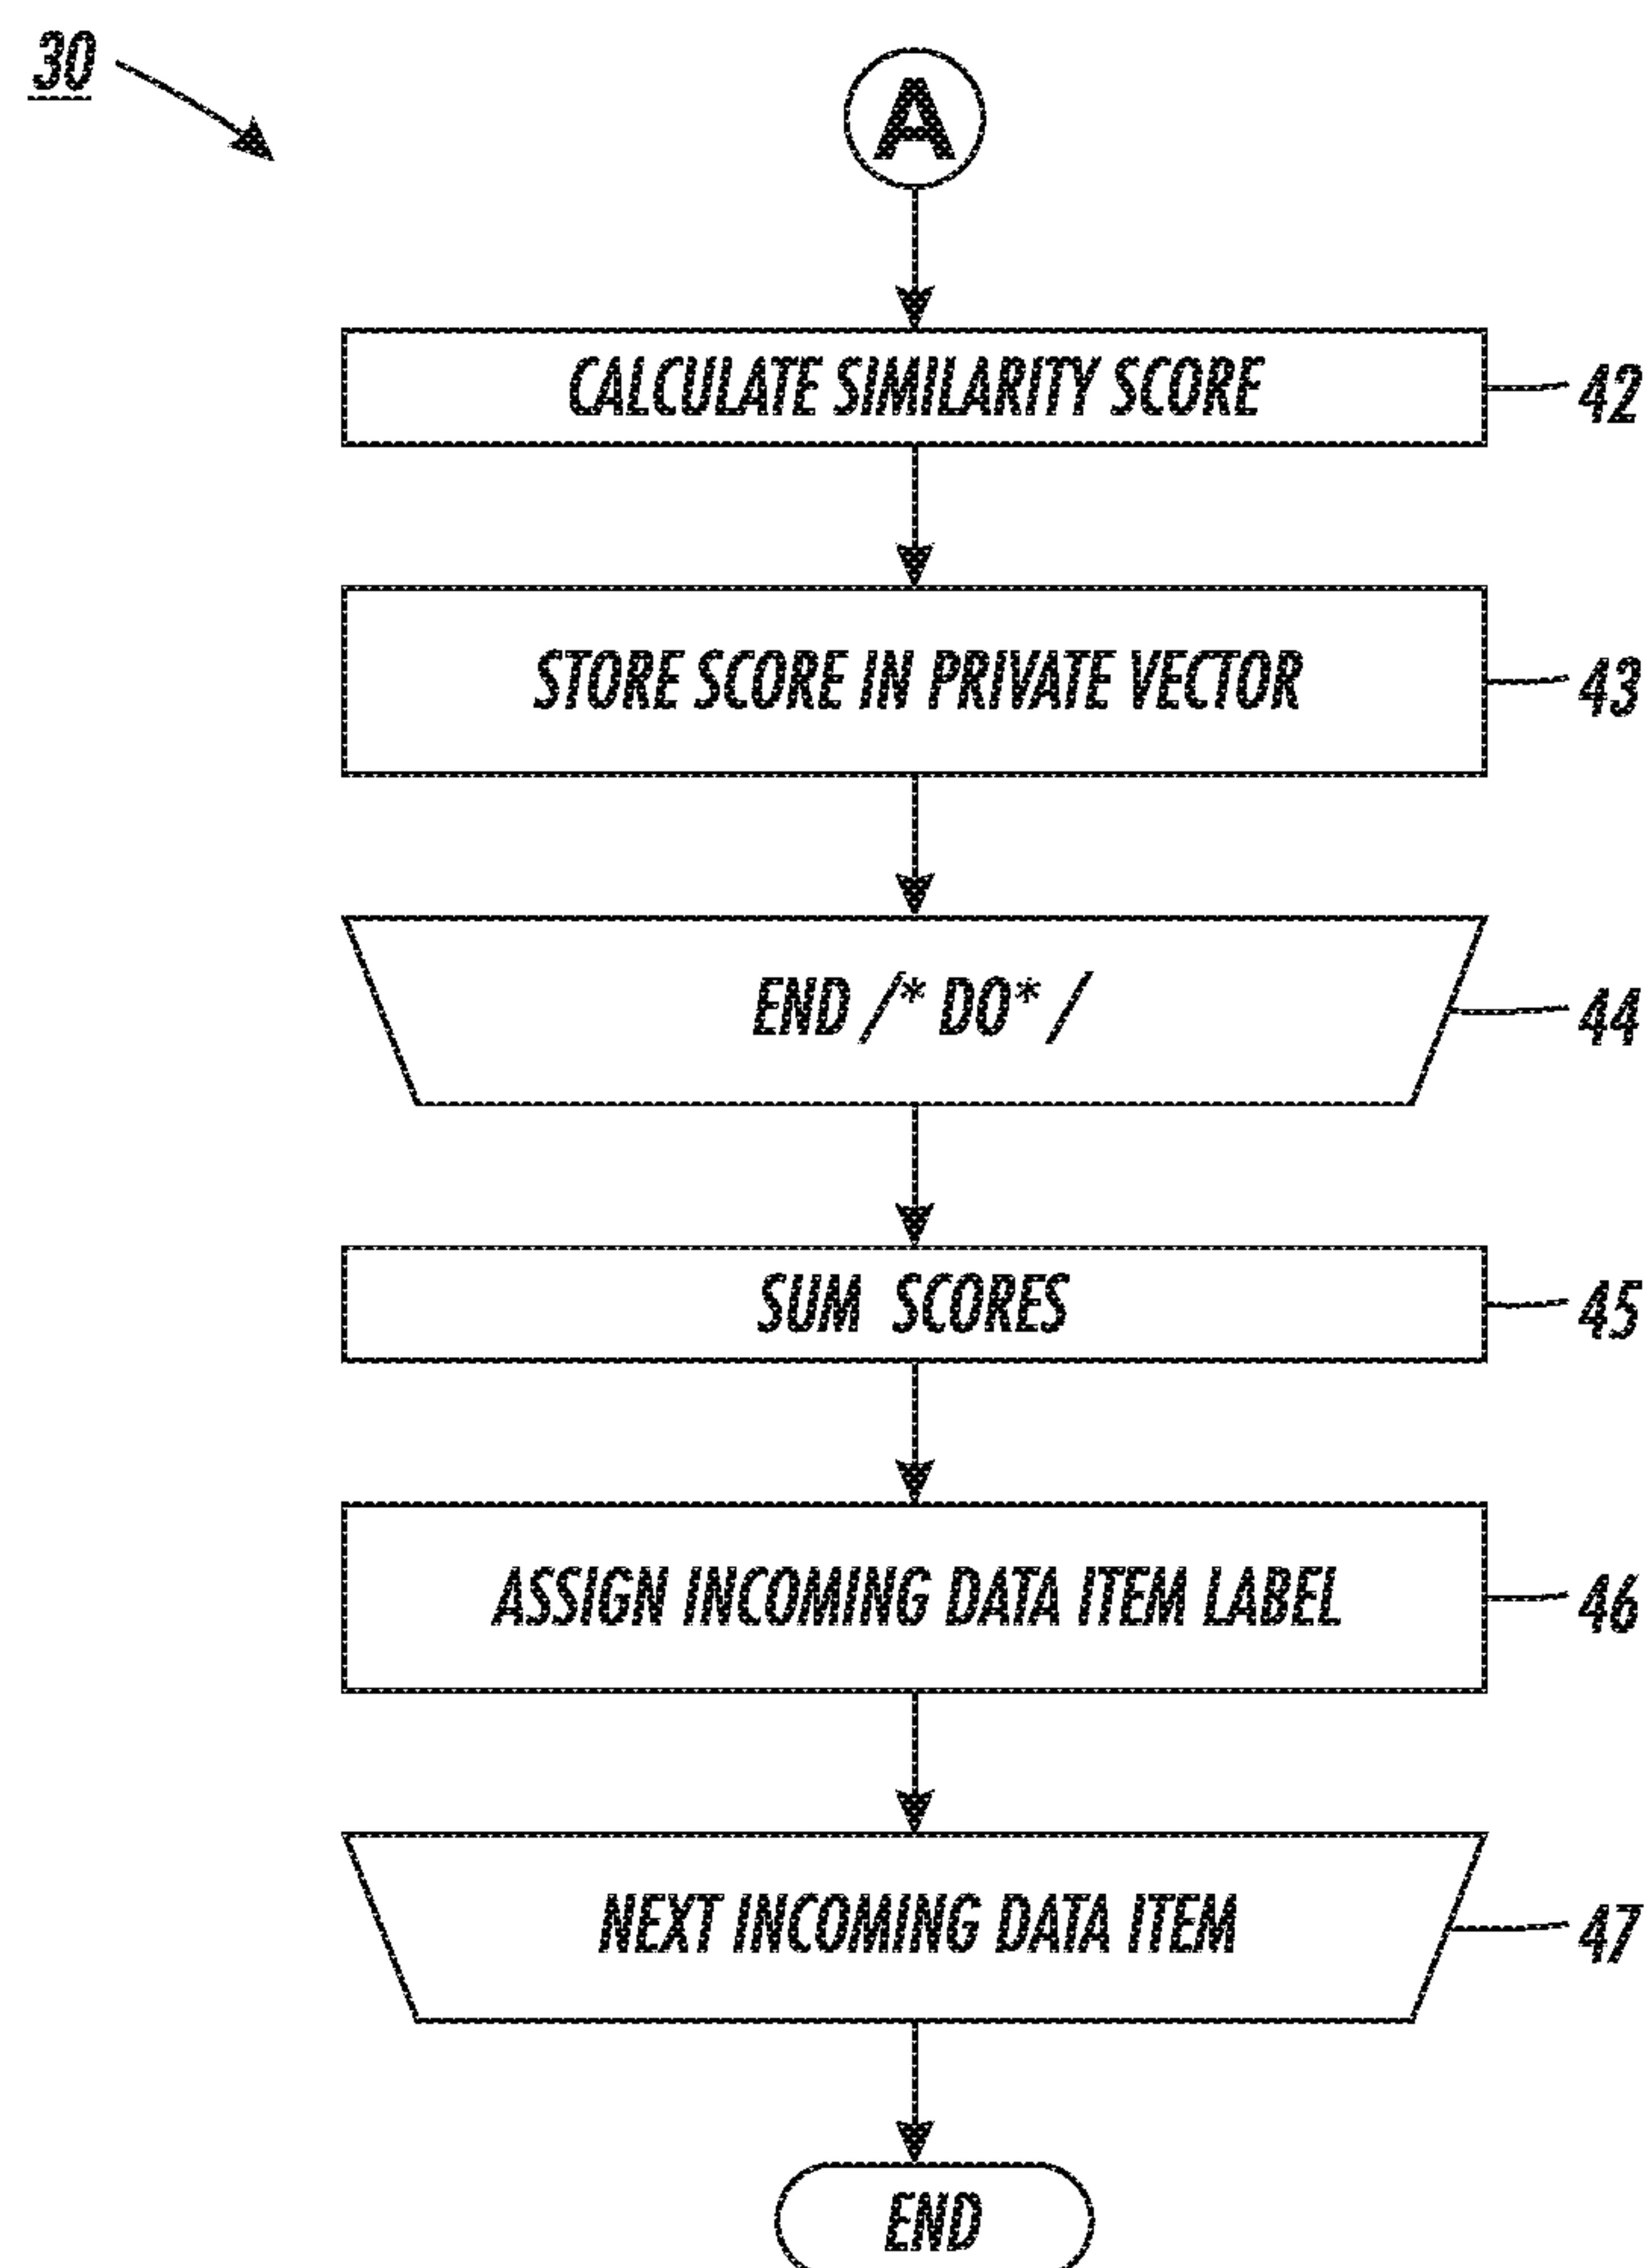 30
A
CALCULATE SIMILARITY SCORE
42
STORE SCORE IN PRIVATE VECTOR
43
END /* DO* /
44
SUM SCORES
45
ASSIGN INCOMING DATA ITEM LABEL
46
NEXT INCOMING DATA ITEM
47
END